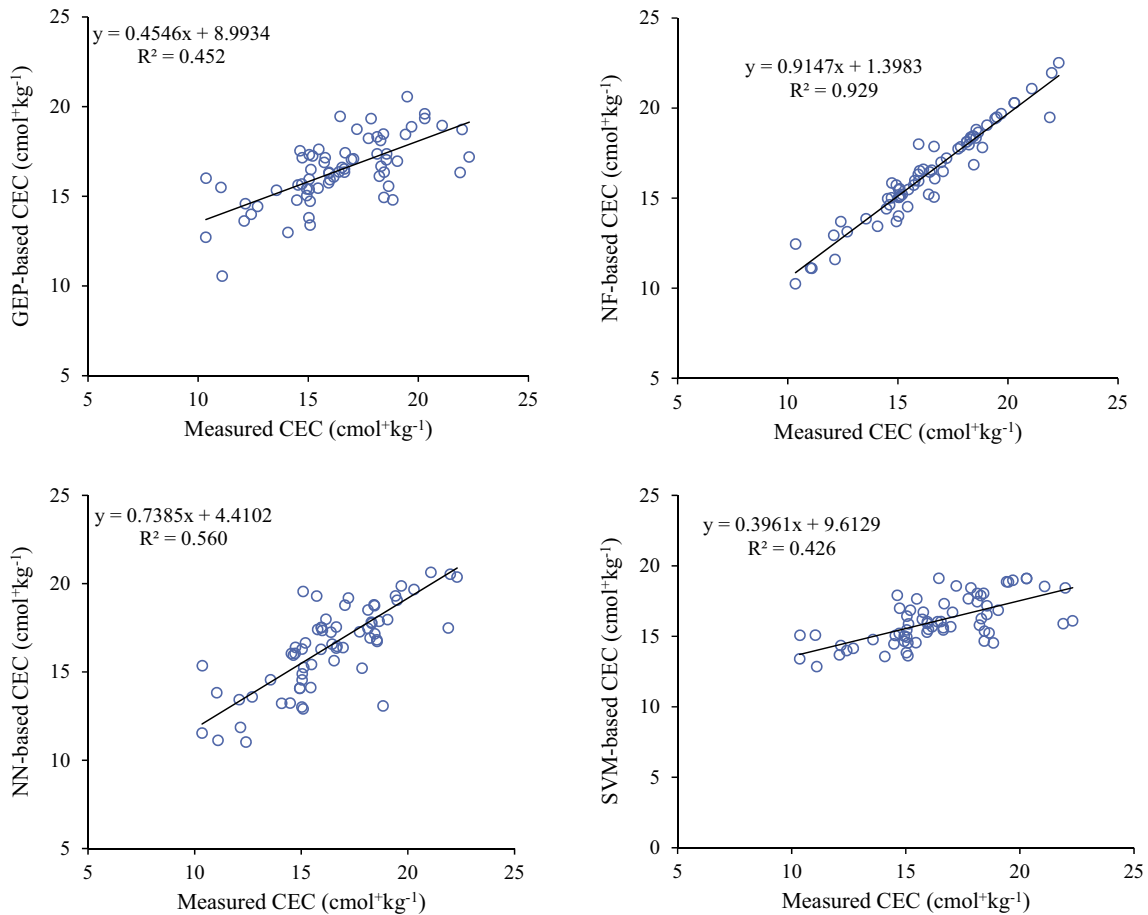 y = 0.4546x + 8.9934
R² = 0.452
GEP-based CEC (cmol⁺kg⁻¹)
25
20
15
10
5
5
10
15
20
25
Measured CEC (cmol⁺kg⁻¹)
y = 0.9147x + 1.3983
R² = 0.929
NF-based CEC (cmol⁺kg⁻¹)
25
20
15
10
5
5
10
15
20
25
Measured CEC (cmol⁺kg⁻¹)
y = 0.7385x + 4.4102
R² = 0.560
NN-based CEC (cmol⁺kg⁻¹)
25
20
15
10
5
5
10
15
20
25
Measured CEC (cmol⁺kg⁻¹)
y = 0.3961x + 9.6129
R² = 0.426
SVM-based CEC (cmol⁺kg⁻¹)
25
20
15
10
5
0
5
10
15
20
25
Measured CEC (cmol⁺kg⁻¹)